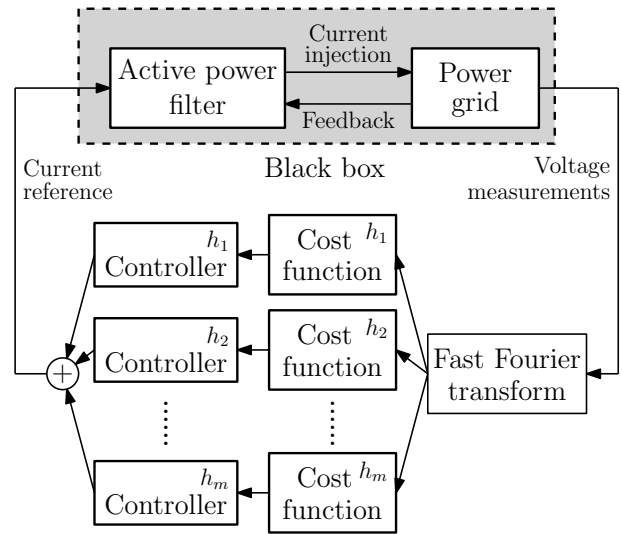 Current
injection
Active power
filter
Power
grid
Feedback
Black box
Current
reference
Voltage
measurements
h₁
Controller
Cost h₁
function
h₂
Controller
Cost h₂
function
+
Fast Fourier
transform
hₘ
Controller
Cost hₘ
function